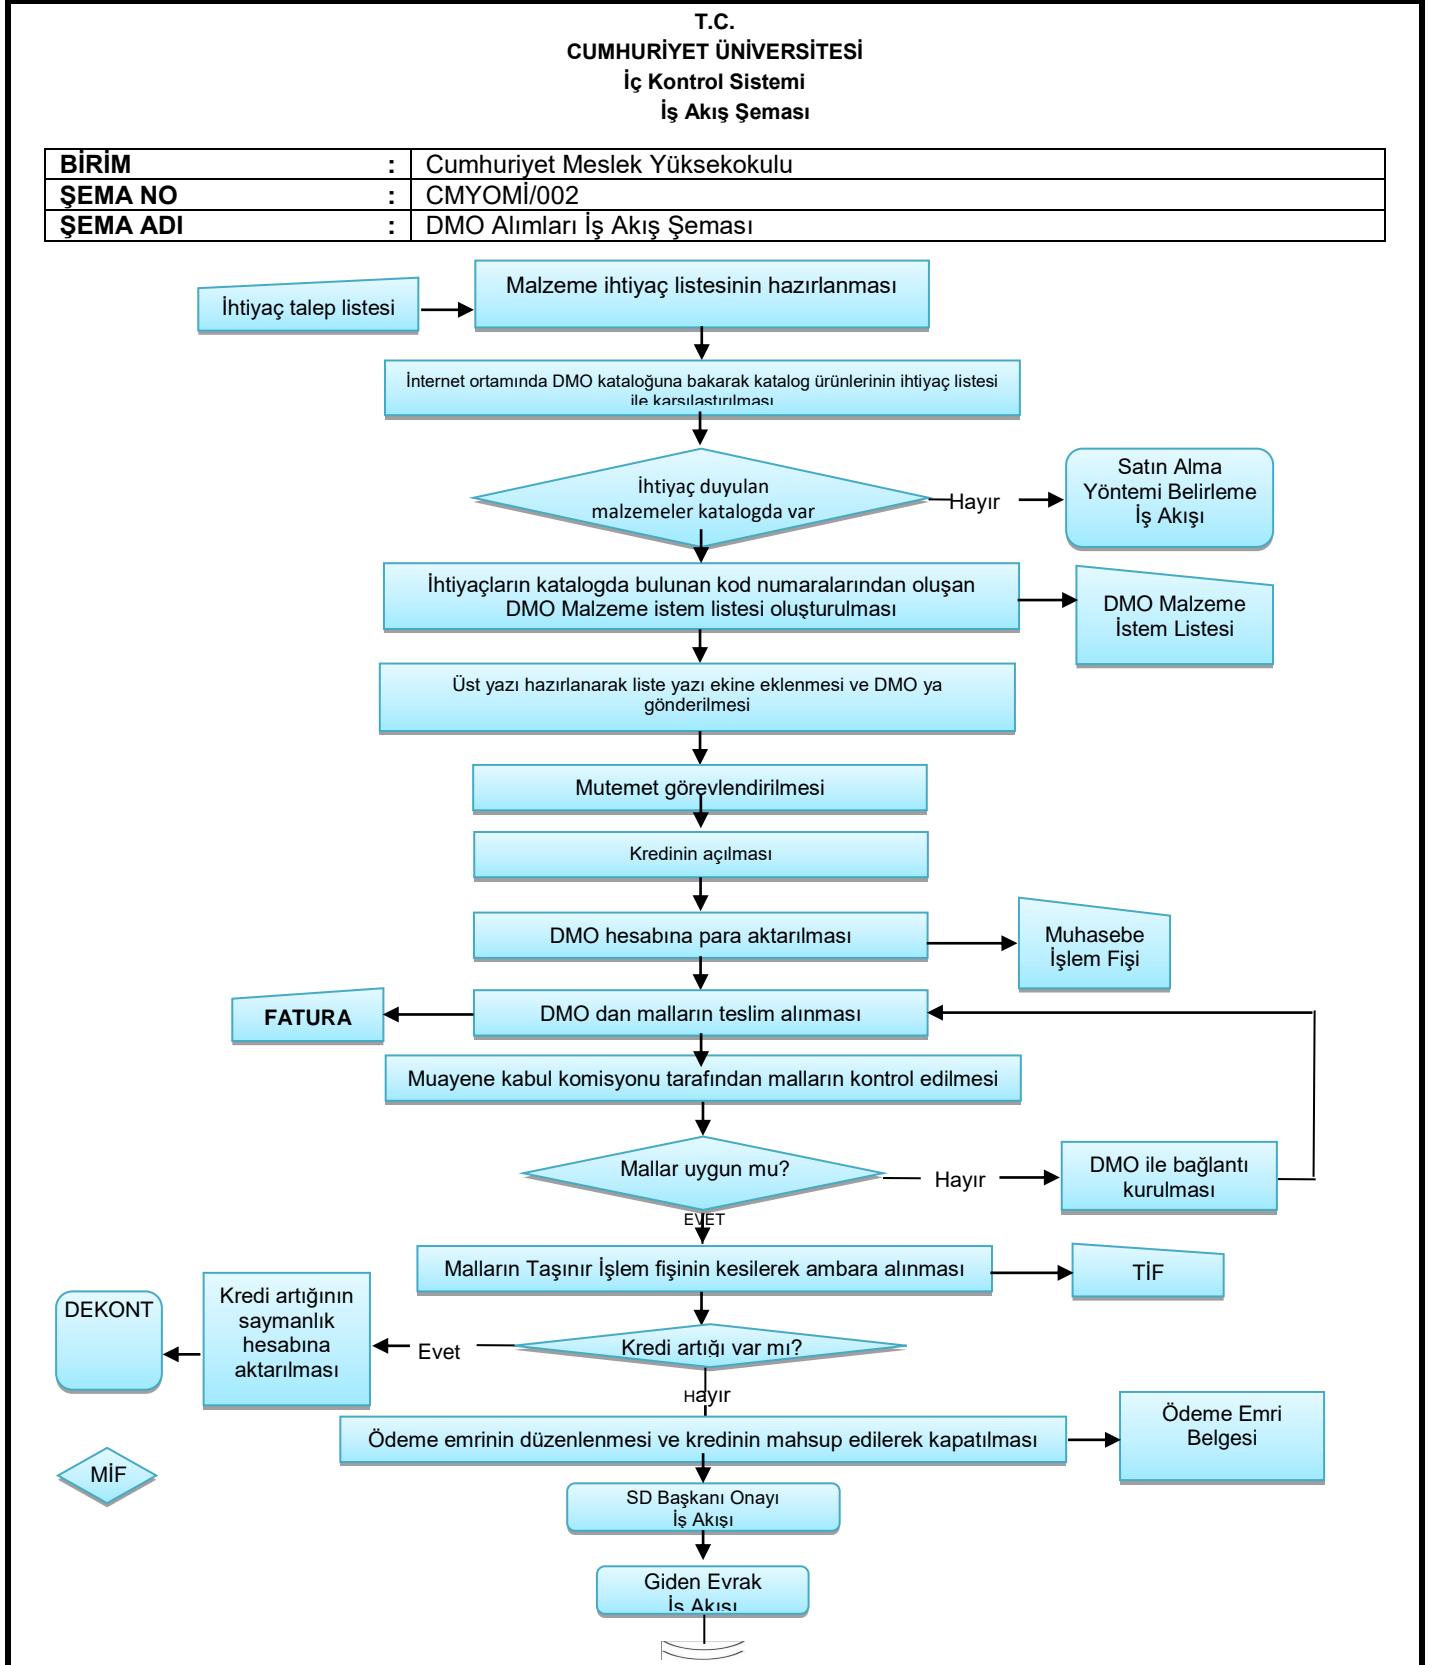 T.C.
CUMHURİYET ÜNİVERSİTESİ
İç Kontrol Sistemi
İş Akış Şeması
BİRİM : Cumhuriyet Meslek Yüksekokulu
ŞEMA NO : CMYOMİ/002
ŞEMA ADI : DMO Alımları İş Akış Şeması
İhtiyaç talep listesi
Malzeme ihtiyaç listesinin hazırlanması
İnternet ortamında DMO kataloğuna bakarak katalog ürünlerinin ihtiyaç listesi
ile karşılaştırılması
İhtiyaç duyulan
malzemeler katalogda var
Hayır
Satın Alma
Yöntemi Belirleme
İş Akışı
İhtiyaçların katalogda bulunan kod numaralarından oluşan
DMO Malzeme istem listesi oluşturulması
DMO Malzeme
İstem Listesi
Üst yazı hazırlanarak liste yazı ekine eklenmesi ve DMO ya
gönderilmesi
Mutemet görevlendirilmesi
Kredinin açılması
DMO hesabına para aktarılması
Muhasebe
İşlem Fişi
FATURA
DMO dan malların teslim alınması
Muayene kabul komisyonu tarafından malların kontrol edilmesi
Mallar uygun mu?
Hayır
DMO ile bağlantı
kurulması
EVET
Malların Taşınır İşlem fişinin kesilerek ambara alınması
TİF
DEKONT
Kredi artığının
saymanlık
hesabına
aktarılması
Evet
Kredi artığı var mı?
Hayır
Ödeme emrinin düzenlenmesi ve kredinin mahsup edilerek kapatılması
Ödeme Emri
Belgesi
MİF
SD Başkanı Onayı
İş Akışı
Giden Evrak
İş Akışı